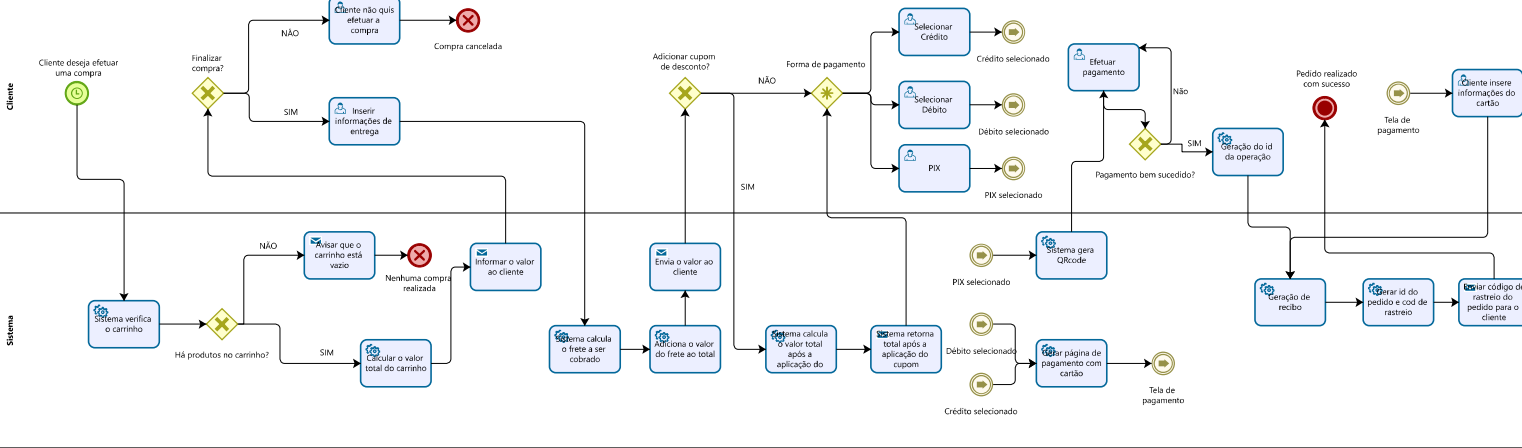 Cliente
Cliente deseja efetuar
uma compra
Finalizar
compra?
NÃO
Cliente não quis
efetuar a
compra
Compra cancelada
SIM
Inserir
informações de
entrega
Adicionar cupom
de desconto?
NÃO
SIM
Forma de pagamento
Selecionar
Crédito
Crédito selecionado
Selecionar
Débito
Débito selecionado
PIX
PIX selecionado
Efetuar
pagamento
Não
Pagamento bem sucedido?
SIM
Geração do id
da operação
Pedido realizado
com sucesso
Tela de
pagamento
Cliente insere
informações do
cartão
Sistema
Sistema verifica
o carrinho
Há produtos no carrinho?
NÃO
Avisar que o
carrinho está
vazio
Nenhuma compra
realizada
SIM
Calcular o valor
total do carrinho
Informar o valor
ao cliente
Sistema calcula
o frete a ser
cobrado
Adiciona o valor
do frete ao total
Envia o valor ao
cliente
Sistema calcula
o valor total
após a
aplicação do
Sistema retorna
total após a
aplicação do
cupom
PIX selecionado
Sistema gera
QRcode
Débito selecionado
Crédito selecionado
Gerar página de
pagamento com
cartão
Tela de
pagamento
Geração de
recibo
Gerar id do
pedido e cod de
rastreio
Enviar código de
rastreio do
pedido para o
cliente